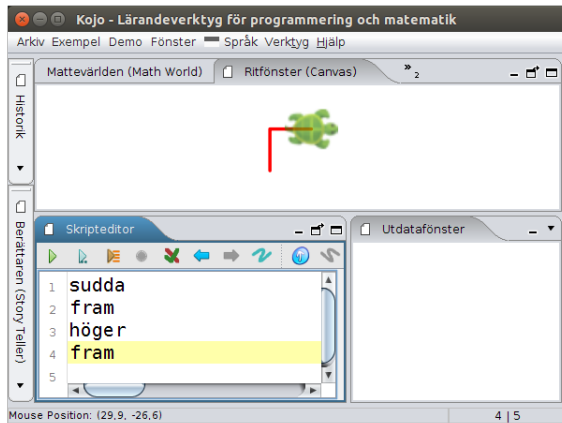 Kojo - Lärandeverktyg för programmering och matematik
Arkiv Exempel Demo Fönster Språk Verktyg Hjälp
Mattevärlden (Math World) Ritfönster (Canvas) »2
Historik
Berättaren (Story Teller)
Skripteditor
Utdatafönster
1 sudda
2 fram
3 höger
4 fram
5
Mouse Position: (29,9, -26,6) 4|5